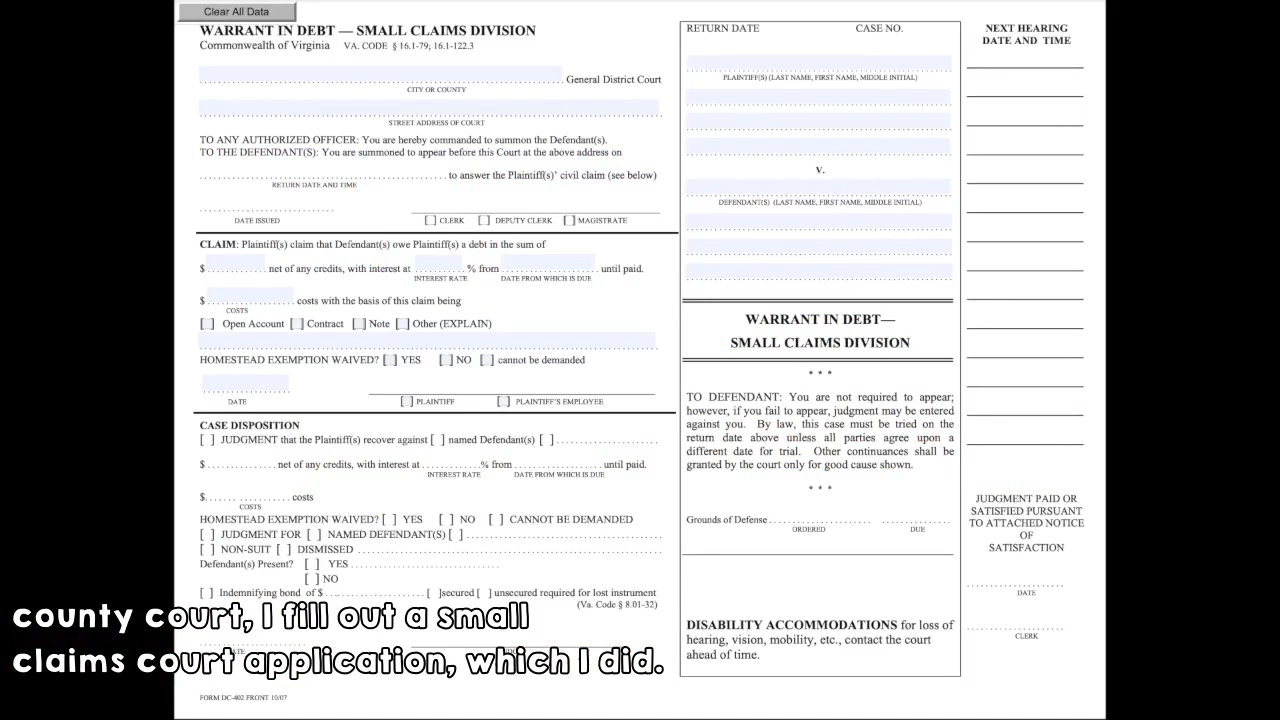 Clear All Data
WARRANT IN DEBT — SMALL CLAIMS DIVISION
Commonwealth of Virginia VA. CODE § 16.1-79; 16.1-122.3
General District Court
CITY OR COUNTY
STREET ADDRESS OF COURT
TO ANY AUTHORIZED OFFICER: You are hereby commanded to summon the Defendant(s).
TO THE DEFENDANT(S): You are summoned to appear before this Court at the above address on
to answer the Plaintiff(s)' civil claim (see below)
RETURN DATE AND TIME
DATE ISSUED
[ ] CLERK [ ] DEPUTY CLERK [ ] MAGISTRATE
CLAIM: Plaintiff(s) claim that Defendant(s) owe Plaintiff(s) a debt in the sum of
$ net of any credits, with interest at % from until paid.
INTEREST RATE DATE FROM WHICH IS DUE
$ costs with the basis of this claim being
COSTS
[ ] Open Account [ ] Contract [ ] Note [ ] Other (EXPLAIN)
HOMESTEAD EXEMPTION WAIVED? [ ] YES [ ] NO [ ] cannot be demanded
DATE
[ ] PLAINTIFF [ ] PLAINTIFF'S EMPLOYEE
CASE DISPOSITION
[ ] JUDGMENT that the Plaintiff(s) recover against [ ] named Defendant(s) [ ]
$ net of any credits, with interest at % from until paid.
INTEREST RATE DATE FROM WHICH IS DUE
$ costs
COSTS
HOMESTEAD EXEMPTION WAIVED? [ ] YES [ ] NO [ ] CANNOT BE DEMANDED
[ ] JUDGMENT FOR [ ] NAMED DEFENDANT(S) [ ]
[ ] NON-SUIT [ ] DISMISSED
Defendant(s) Present? [ ] YES
[ ] NO
[ ] Indemnifying bond of $ [ ]secured [ ] unsecured required for lost instrument
(Va. Code § 8.01-32)
DATE
FORM DC-402 FRONT 10/07
RETURN DATE CASE NO.
PLAINTIFF(S) (LAST NAME, FIRST NAME, MIDDLE INITIAL)
V.
DEFENDANT(S) (LAST NAME, FIRST NAME, MIDDLE INITIAL)
WARRANT IN DEBT—
SMALL CLAIMS DIVISION
* * *
TO DEFENDANT: You are not required to appear;
however, if you fail to appear, judgment may be entered
against you. By law, this case must be tried on the
return date above unless all parties agree upon a
different date for trial. Other continuances shall be
granted by the court only for good cause shown.
* * *
Grounds of Defense
ORDERED DUE
DISABILITY ACCOMMODATIONS for loss of
hearing, vision, mobility, etc., contact the court
ahead of time.
NEXT HEARING
DATE AND TIME
JUDGMENT PAID OR
SATISFIED PURSUANT
TO ATTACHED NOTICE
OF
SATISFACTION
DATE
CLERK
county court, I fill out a small
claims court application, which I did.